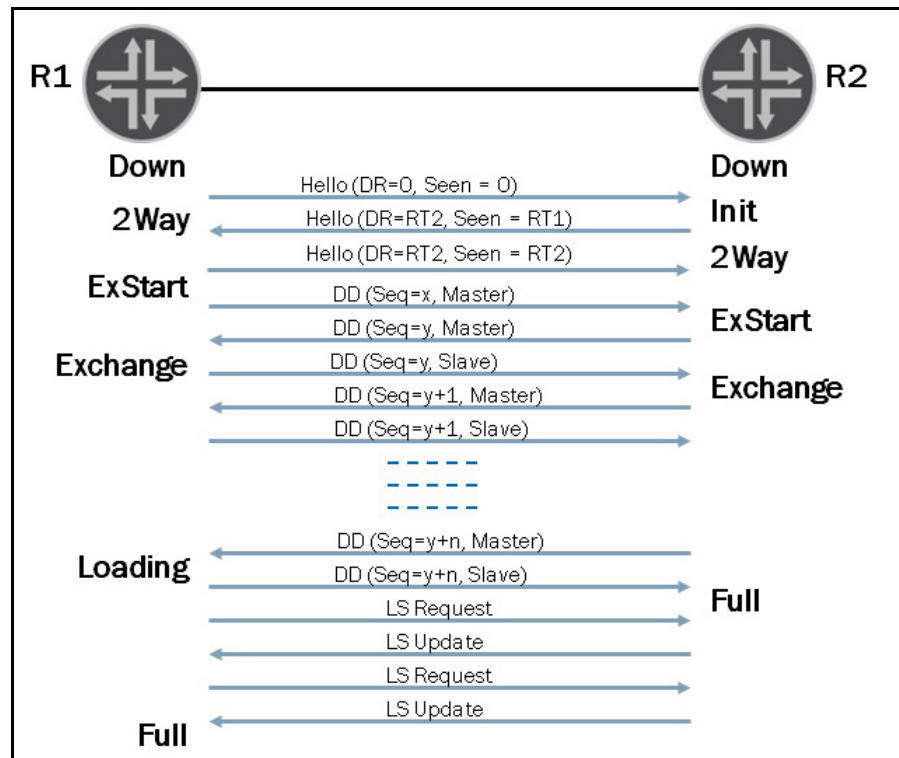 R1
R2
Down
Down
Hello (DR=0, Seen = 0)
Init
2Way
Hello (DR=RT2, Seen = RT1)
Hello (DR=RT2, Seen = RT2)
2Way
ExStart
DD (Seq=x, Master)
DD (Seq=y, Master)
ExStart
Exchange
DD (Seq=y, Slave)
DD (Seq=y+1, Master)
Exchange
DD (Seq=y+1, Slave)
DD (Seq=y+n, Master)
Loading
DD (Seq=y+n, Slave)
Full
LS Request
LS Update
LS Request
LS Update
Full